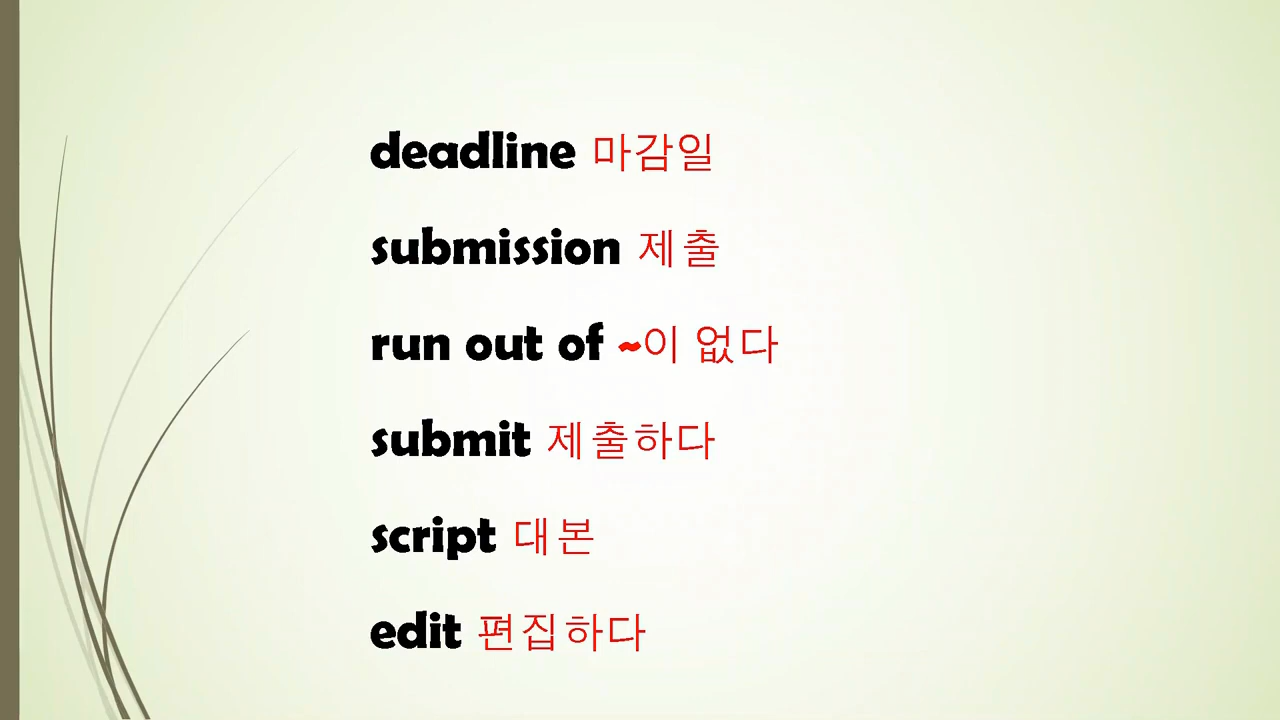 deadline 마감일
submission 제출
run out of ~이 없다
submit 제출하다
script 대본
edit 편집하다